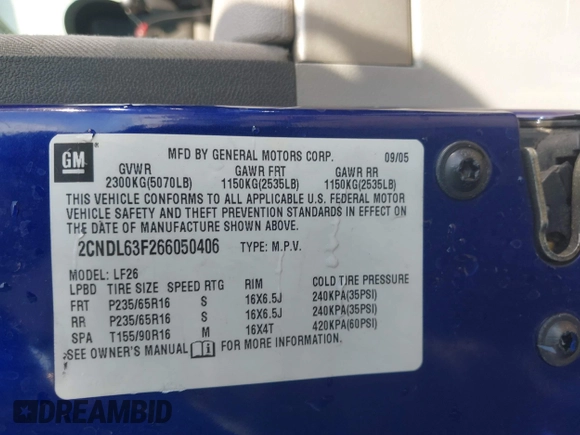 GM
MFD BY GENERAL MOTORS CORP. 09/05
GVWR GAWR FRT GAWR RR
2300KG(5070LB) 1150KG(2535LB) 1150KG(2535LB)
THIS VEHICLE CONFORMS TO ALL APPLICABLE U.S. FEDERAL MOTOR
VEHICLE SAFETY AND THEFT PREVENTION STANDARDS IN EFFECT ON
THE DATE OF MANUFACTURE SHOWN ABOVE.
2CNDL63F266050406 TYPE: M.P.V.
MODEL: LF26
LPBD TIRE SIZE SPEED RTG RIM COLD TIRE PRESSURE
FRT P235/65R16 S 16X6.5J 240KPA(35PSI)
RR P235/65R16 S 16X6.5J 240KPA(35PSI)
SPA T155/90R16 M 16X4T 420KPA(60PSI)
SEE OWNER'S MANUAL FOR MORE INFORMATION.
DREAMBID